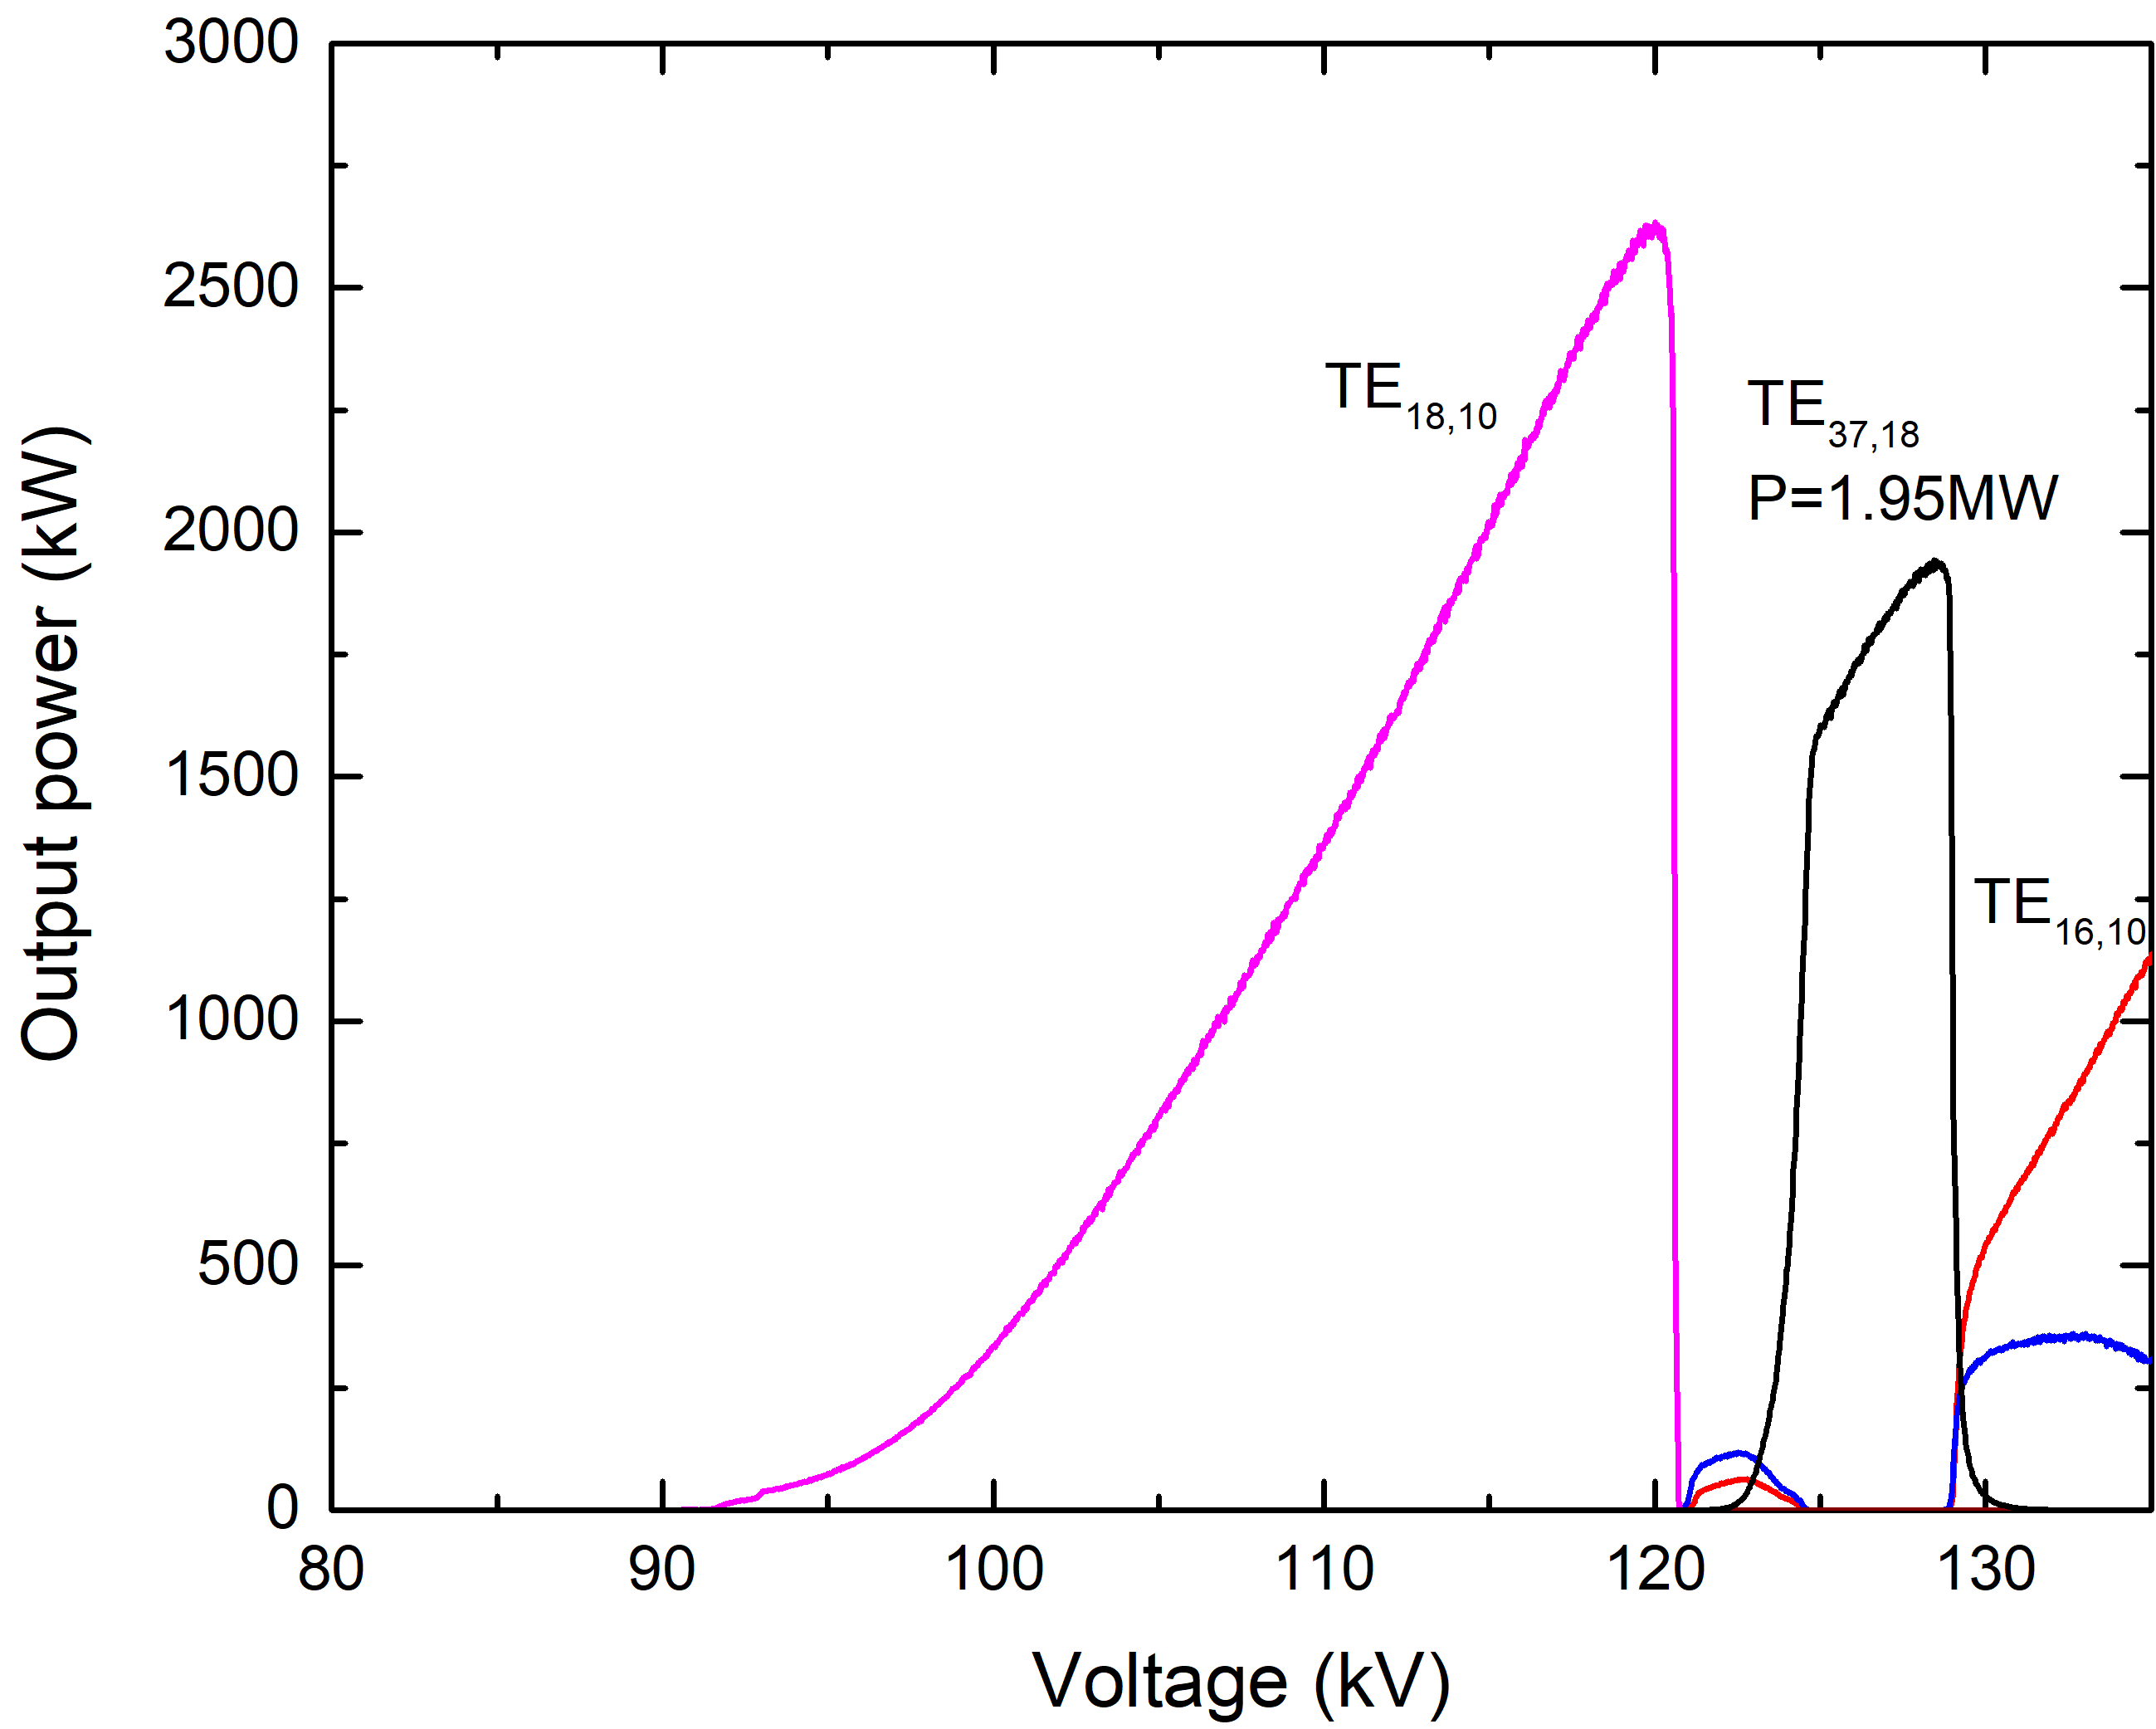 3000
2500
2000
1500
1000
500
0
Output power (kW)
TE18,10
TE37,18
P=1.95MW
TE16,10
80 90 100 110 120 130
Voltage (kV)